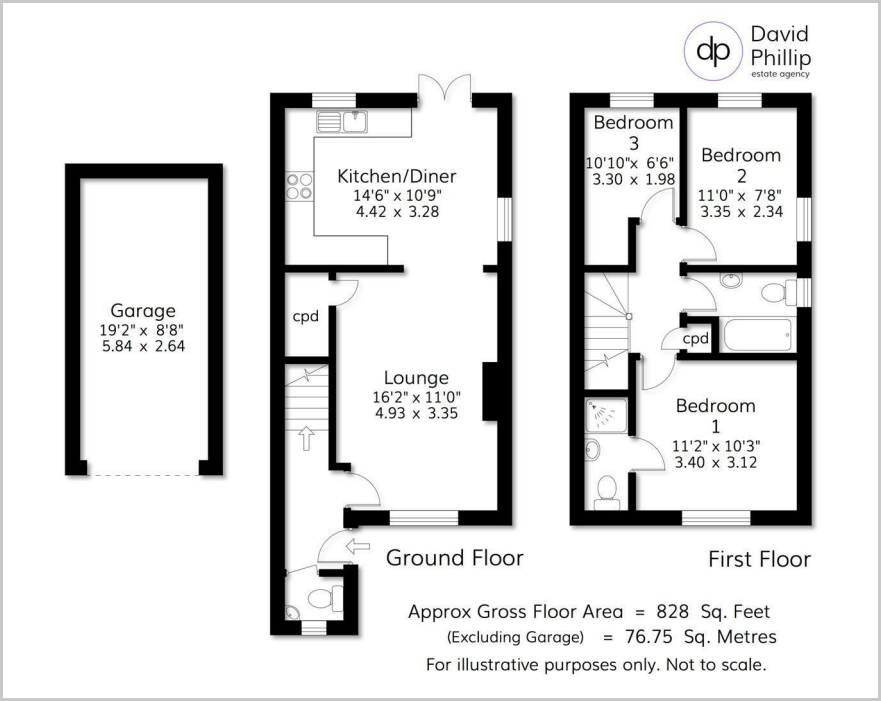 dp
David
Phillip
estate agency
Kitchen/Diner
14'6" x 10'9"
4.42 x 3.28
Bedroom
3
10'10"x 6'6"
3.30 x 1.98
Bedroom
2
11'0" x 7'8"
3.35 x 2.34
Garage
19'2" x 8'8"
5.84 x 2.64
cpd
Lounge
16'2" x 11'0"
4.93 x 3.35
cpd
Bedroom
1
11'2" x 10'3"
3.40 x 3.12
Ground Floor
First Floor
Approx Gross Floor Area = 828 Sq. Feet
(Excluding Garage) = 76.75 Sq. Metres
For illustrative purposes only. Not to scale.